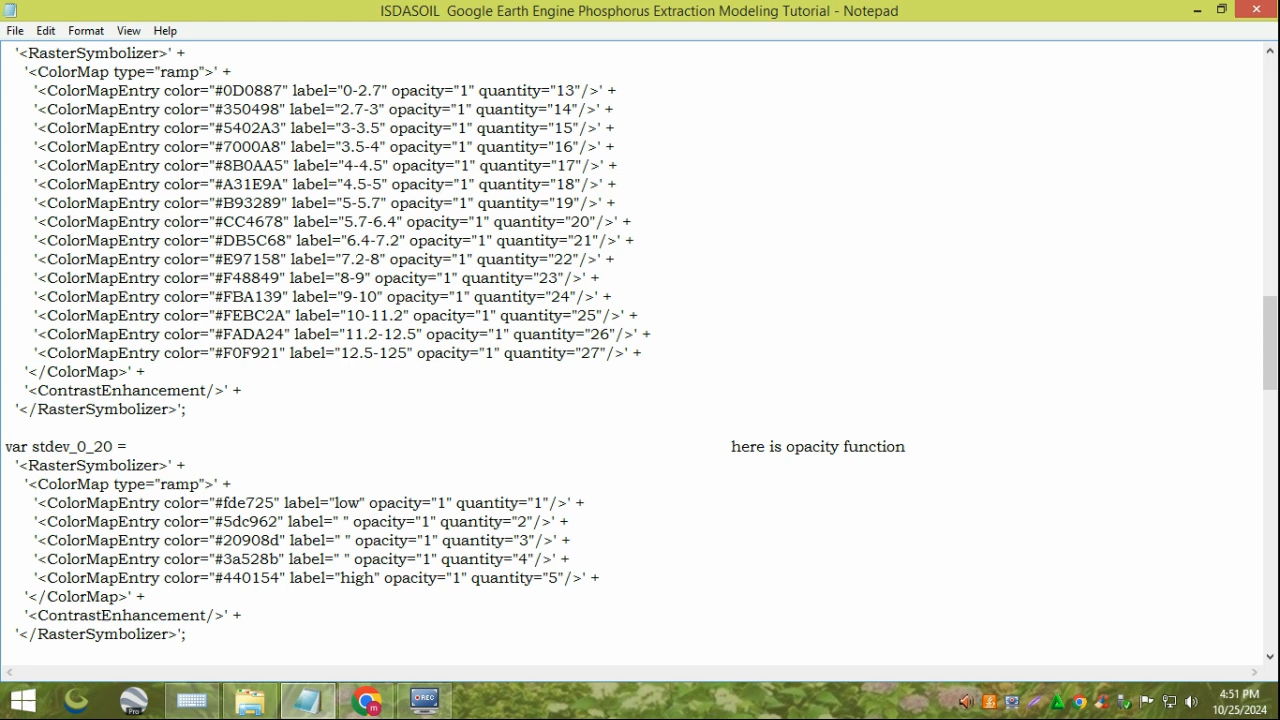 ISDASOIL  Google Earth Engine Phosphorus Extraction Modeling Tutorial - Notepad
File Edit Format View Help
'<RasterSymbolizer>' +
'<ColorMap type="ramp">' +
'<ColorMapEntry color="#0D0887" label="0-2.7" opacity="1" quantity="13"/>' +
'<ColorMapEntry color="#350498" label="2.7-3" opacity="1" quantity="14"/>' +
'<ColorMapEntry color="#5402A3" label="3-3.5" opacity="1" quantity="15"/>' +
'<ColorMapEntry color="#7000A8" label="3.5-4" opacity="1" quantity="16"/>' +
'<ColorMapEntry color="#8B0AA5" label="4-4.5" opacity="1" quantity="17"/>' +
'<ColorMapEntry color="#A31E9A" label="4.5-5" opacity="1" quantity="18"/>' +
'<ColorMapEntry color="#B93289" label="5-5.7" opacity="1" quantity="19"/>' +
'<ColorMapEntry color="#CC4678" label="5.7-6.4" opacity="1" quantity="20"/>' +
'<ColorMapEntry color="#DB5C68" label="6.4-7.2" opacity="1" quantity="21"/>' +
'<ColorMapEntry color="#E97158" label="7.2-8" opacity="1" quantity="22"/>' +
'<ColorMapEntry color="#F48849" label="8-9" opacity="1" quantity="23"/>' +
'<ColorMapEntry color="#FBA139" label="9-10" opacity="1" quantity="24"/>' +
'<ColorMapEntry color="#FEBC2A" label="10-11.2" opacity="1" quantity="25"/>' +
'<ColorMapEntry color="#FADA24" label="11.2-12.5" opacity="1" quantity="26"/>' +
'<ColorMapEntry color="#F0F921" label="12.5-125" opacity="1" quantity="27"/>' +
'</ColorMap>' +
'<ContrastEnhancement/>' +
'</RasterSymbolizer>';
var stdev_0_20 = here is opacity function
'<RasterSymbolizer>' +
'<ColorMap type="ramp">' +
'<ColorMapEntry color="#fde725" label="low" opacity="1" quantity="1"/>' +
'<ColorMapEntry color="#5dc962" label=" " opacity="1" quantity="2"/>' +
'<ColorMapEntry color="#20908d" label=" " opacity="1" quantity="3"/>' +
'<ColorMapEntry color="#3a528b" label=" " opacity="1" quantity="4"/>' +
'<ColorMapEntry color="#440154" label="high" opacity="1" quantity="5"/>' +
'</ColorMap>' +
'<ContrastEnhancement/>' +
'</RasterSymbolizer>';
Pro
m
REC
4:51 PM
10/25/2024